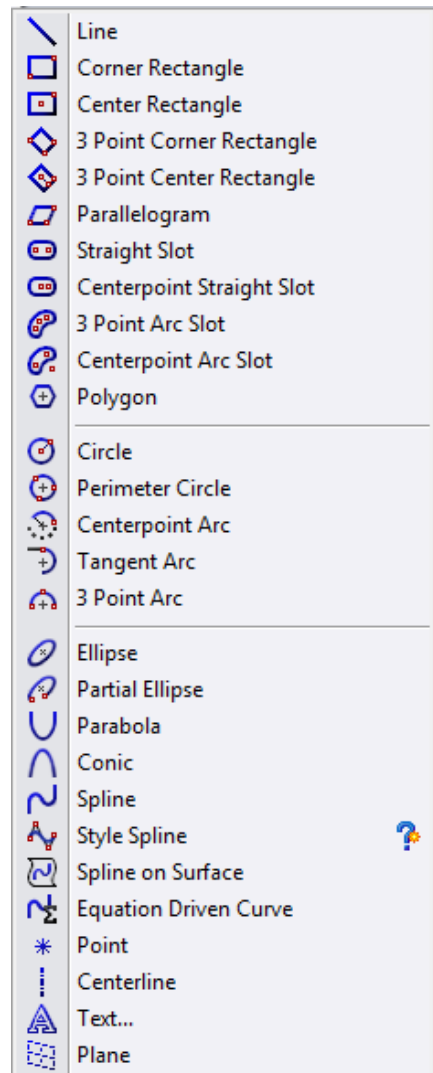 Line
Corner Rectangle
Center Rectangle
3 Point Corner Rectangle
3 Point Center Rectangle
Parallelogram
Straight Slot
Centerpoint Straight Slot
3 Point Arc Slot
Centerpoint Arc Slot
Polygon
Circle
Perimeter Circle
Centerpoint Arc
Tangent Arc
3 Point Arc
Ellipse
Partial Ellipse
Parabola
Conic
Spline
Style Spline
Spline on Surface
Equation Driven Curve
Point
Centerline
Text...
Plane